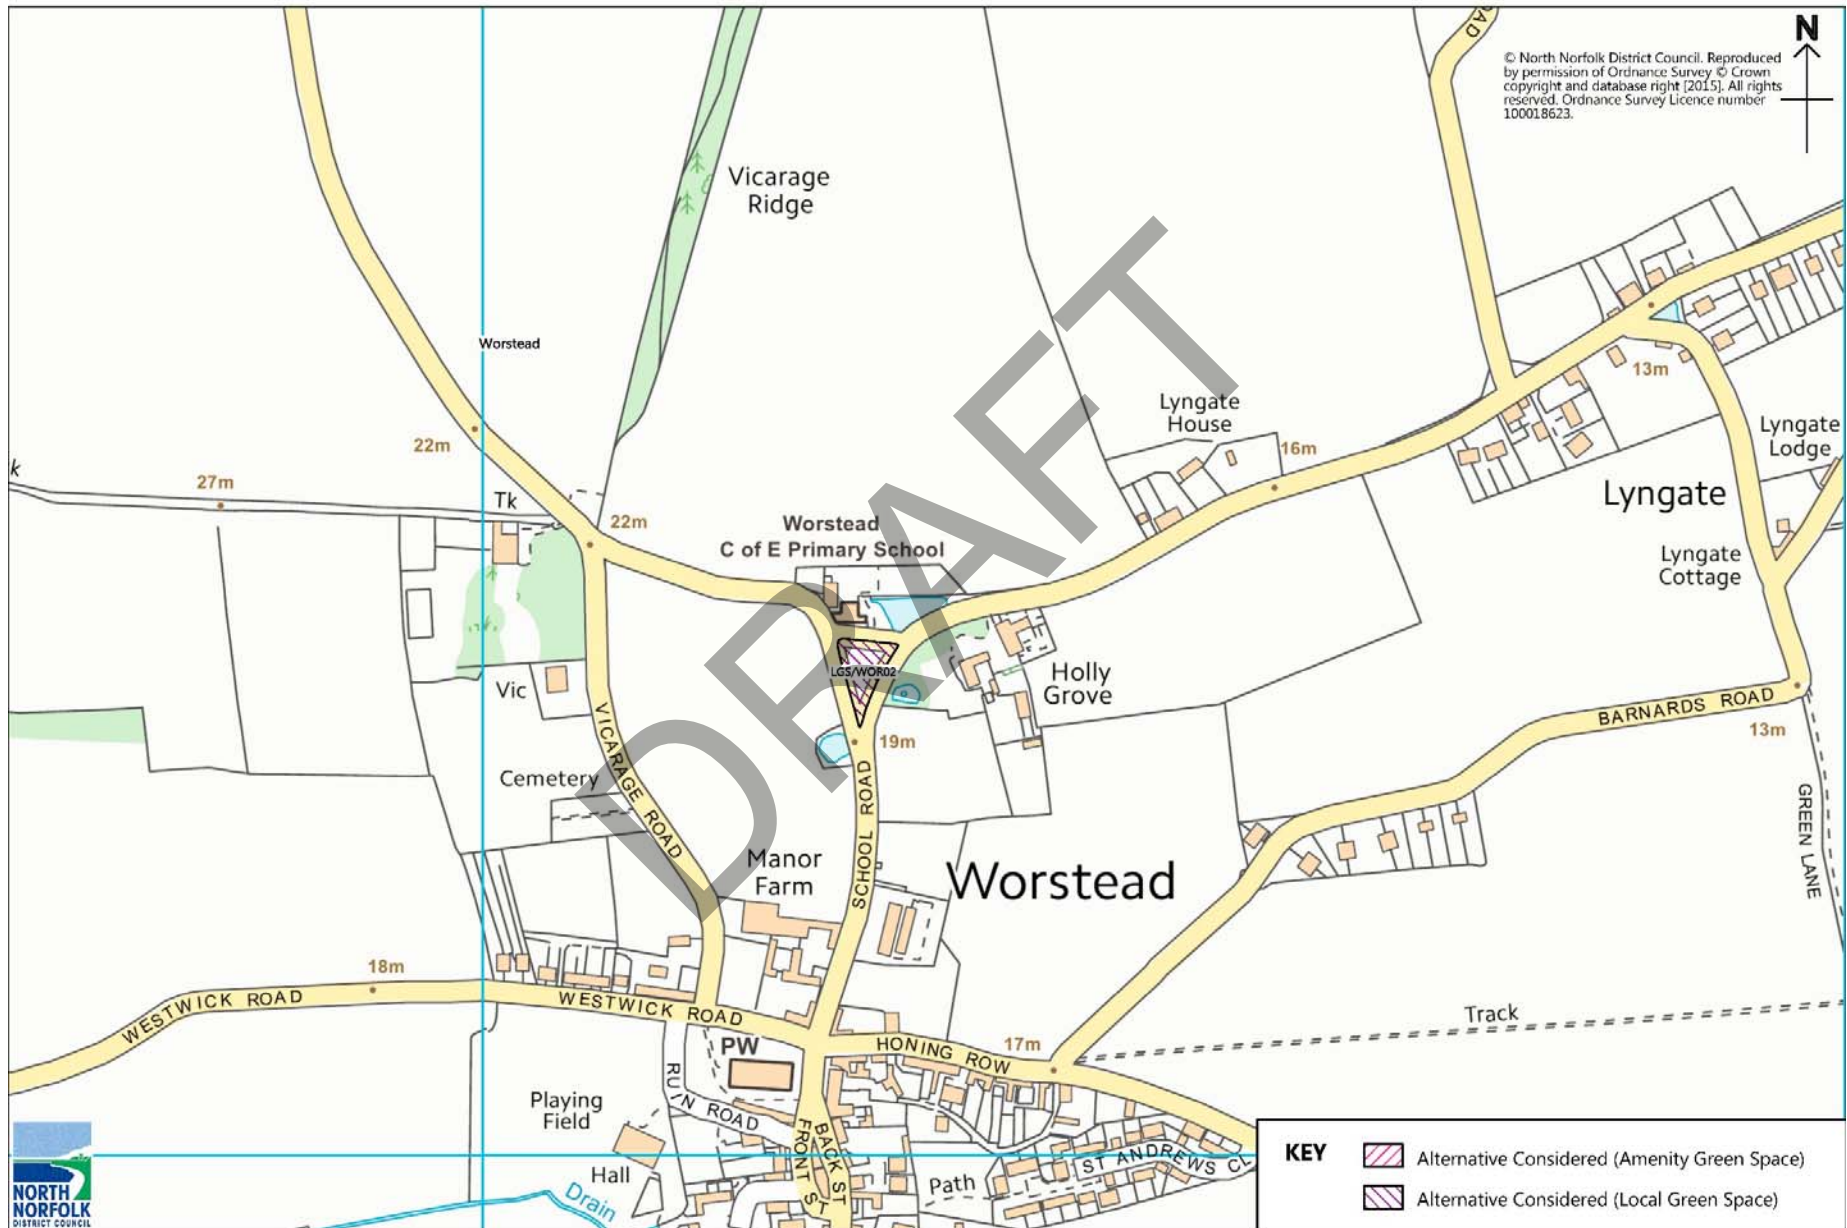 ROAD
N
© North Norfolk District Council. Reproduced
by permission of Ordnance Survey © Crown
copyright and database right [2015]. All rights
reserved. Ordnance Survey Licence number
100018623.
Vicarage
Ridge
Worstead
22m
27m
k
Tk
22m
Worstead
C of E Primary School
Lyngate
House
16m
13m
Lyngate
Lodge
Lyngate
Lyngate
Cottage
DRAFT
LGS/WOR02
Holly
Grove
Vic
VICARAGE ROAD
19m
BARNARDS ROAD
13m
Cemetery
SCHOOL ROAD
GREEN LANE
Manor
Farm
Worstead
18m
WESTWICK ROAD
WESTWICK ROAD
Track
PW
HONING ROW
17m
RUIN ROAD
Playing
Field
FRONT ST
BACK ST
ST ANDREWS CL
Hall
Path
Drain
NORTH
NORFOLK
DISTRICT COUNCIL
KEY
Alternative Considered (Amenity Green Space)
Alternative Considered (Local Green Space)